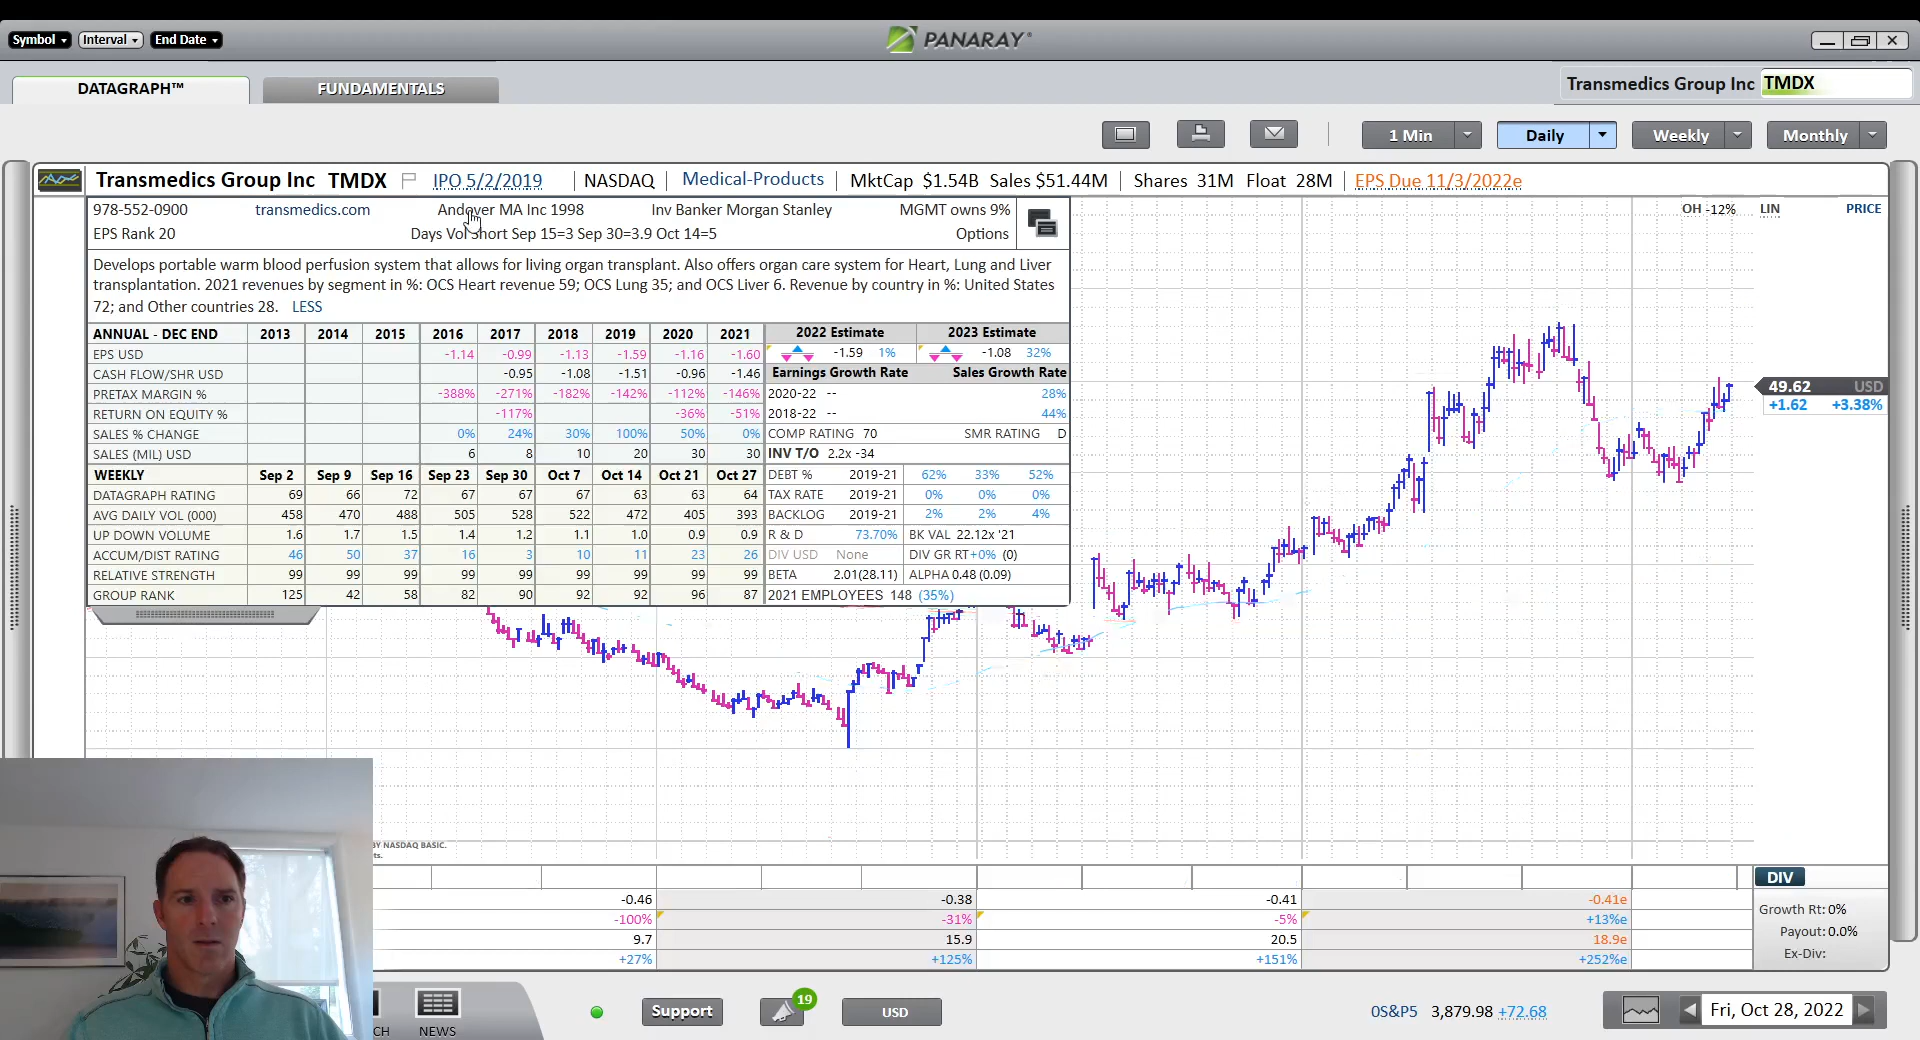 Symbol Interval End Date PANARAY
DATAGRAPH™ FUNDAMENTALS Transmedics Group Inc TMDX
1 Min Daily Weekly Monthly
Transmedics Group Inc TMDX IPO 5/2/2019 NASDAQ Medical-Products MktCap $1.54B Sales $51.44M Shares 31M Float 28M EPS Due 11/3/2022e
978-552-0900 transmedics.com Andover MA Inc 1998 Inv Banker Morgan Stanley MGMT owns 9% OH -12% LIN PRICE
EPS Rank 20 Days Vol Short Sep 15=3 Sep 30=3.9 Oct 14=5 Options
Develops portable warm blood perfusion system that allows for living organ transplant. Also offers organ care system for Heart, Lung and Liver
transplantation. 2021 revenues by segment in %: OCS Heart revenue 59; OCS Lung 35; and OCS Liver 6. Revenue by country in %: United States
72; and Other countries 28. LESS
ANNUAL - DEC END 2013 2014 2015 2016 2017 2018 2019 2020 2021 2022 Estimate 2023 Estimate
EPS USD -1.14 -0.99 -1.13 -1.59 -1.16 -1.60 -1.59 1% -1.08 32%
CASH FLOW/SHR USD -0.95 -1.08 -1.51 -0.96 -1.46 Earnings Growth Rate Sales Growth Rate
PRETAX MARGIN % -388% -271% -182% -142% -112% -146% 2020-22 -- 28%
RETURN ON EQUITY % -117% -36% -51% 2018-22 -- 44%
SALES % CHANGE 0% 24% 30% 100% 50% 0% COMP RATING 70 SMR RATING D
SALES (MIL) USD 6 8 10 20 30 30 INV T/O 2.2x -34
WEEKLY Sep 2 Sep 9 Sep 16 Sep 23 Sep 30 Oct 7 Oct 14 Oct 21 Oct 27 DEBT % 2019-21 62% 33% 52%
DATAGRAPH RATING 69 66 72 67 67 67 63 63 64 TAX RATE 2019-21 0% 0% 0%
AVG DAILY VOL (000) 458 470 488 505 528 522 472 405 393 BACKLOG 2019-21 2% 2% 4%
UP DOWN VOLUME 1.6 1.7 1.5 1.4 1.2 1.1 1.0 0.9 0.9 R & D 73.70% BK VAL 22.12x '21
ACCUM/DIST RATING 46 50 37 16 3 10 11 23 26 DIV USD None DIV GR RT+0% (0)
RELATIVE STRENGTH 99 99 99 99 99 99 99 99 99 BETA 2.01(28.11) ALPHA 0.48 (0.09)
GROUP RANK 125 42 58 82 90 92 92 96 87 2021 EMPLOYEES 148 (35%)
49.62 USD
+1.62 +3.38%
BY NASDAQ BASIC.
ts.
DIV
-0.46 -0.38 -0.41 -0.41e
-100% -31% -5% +13%e
9.7 15.9 20.5 18.9e
+27% +125% +151% +252%e
Growth Rt: 0%
Payout: 0.0%
Ex-Div:
CH NEWS Support 19 USD 0S&P5 3,879.98 +72.68 Fri, Oct 28, 2022